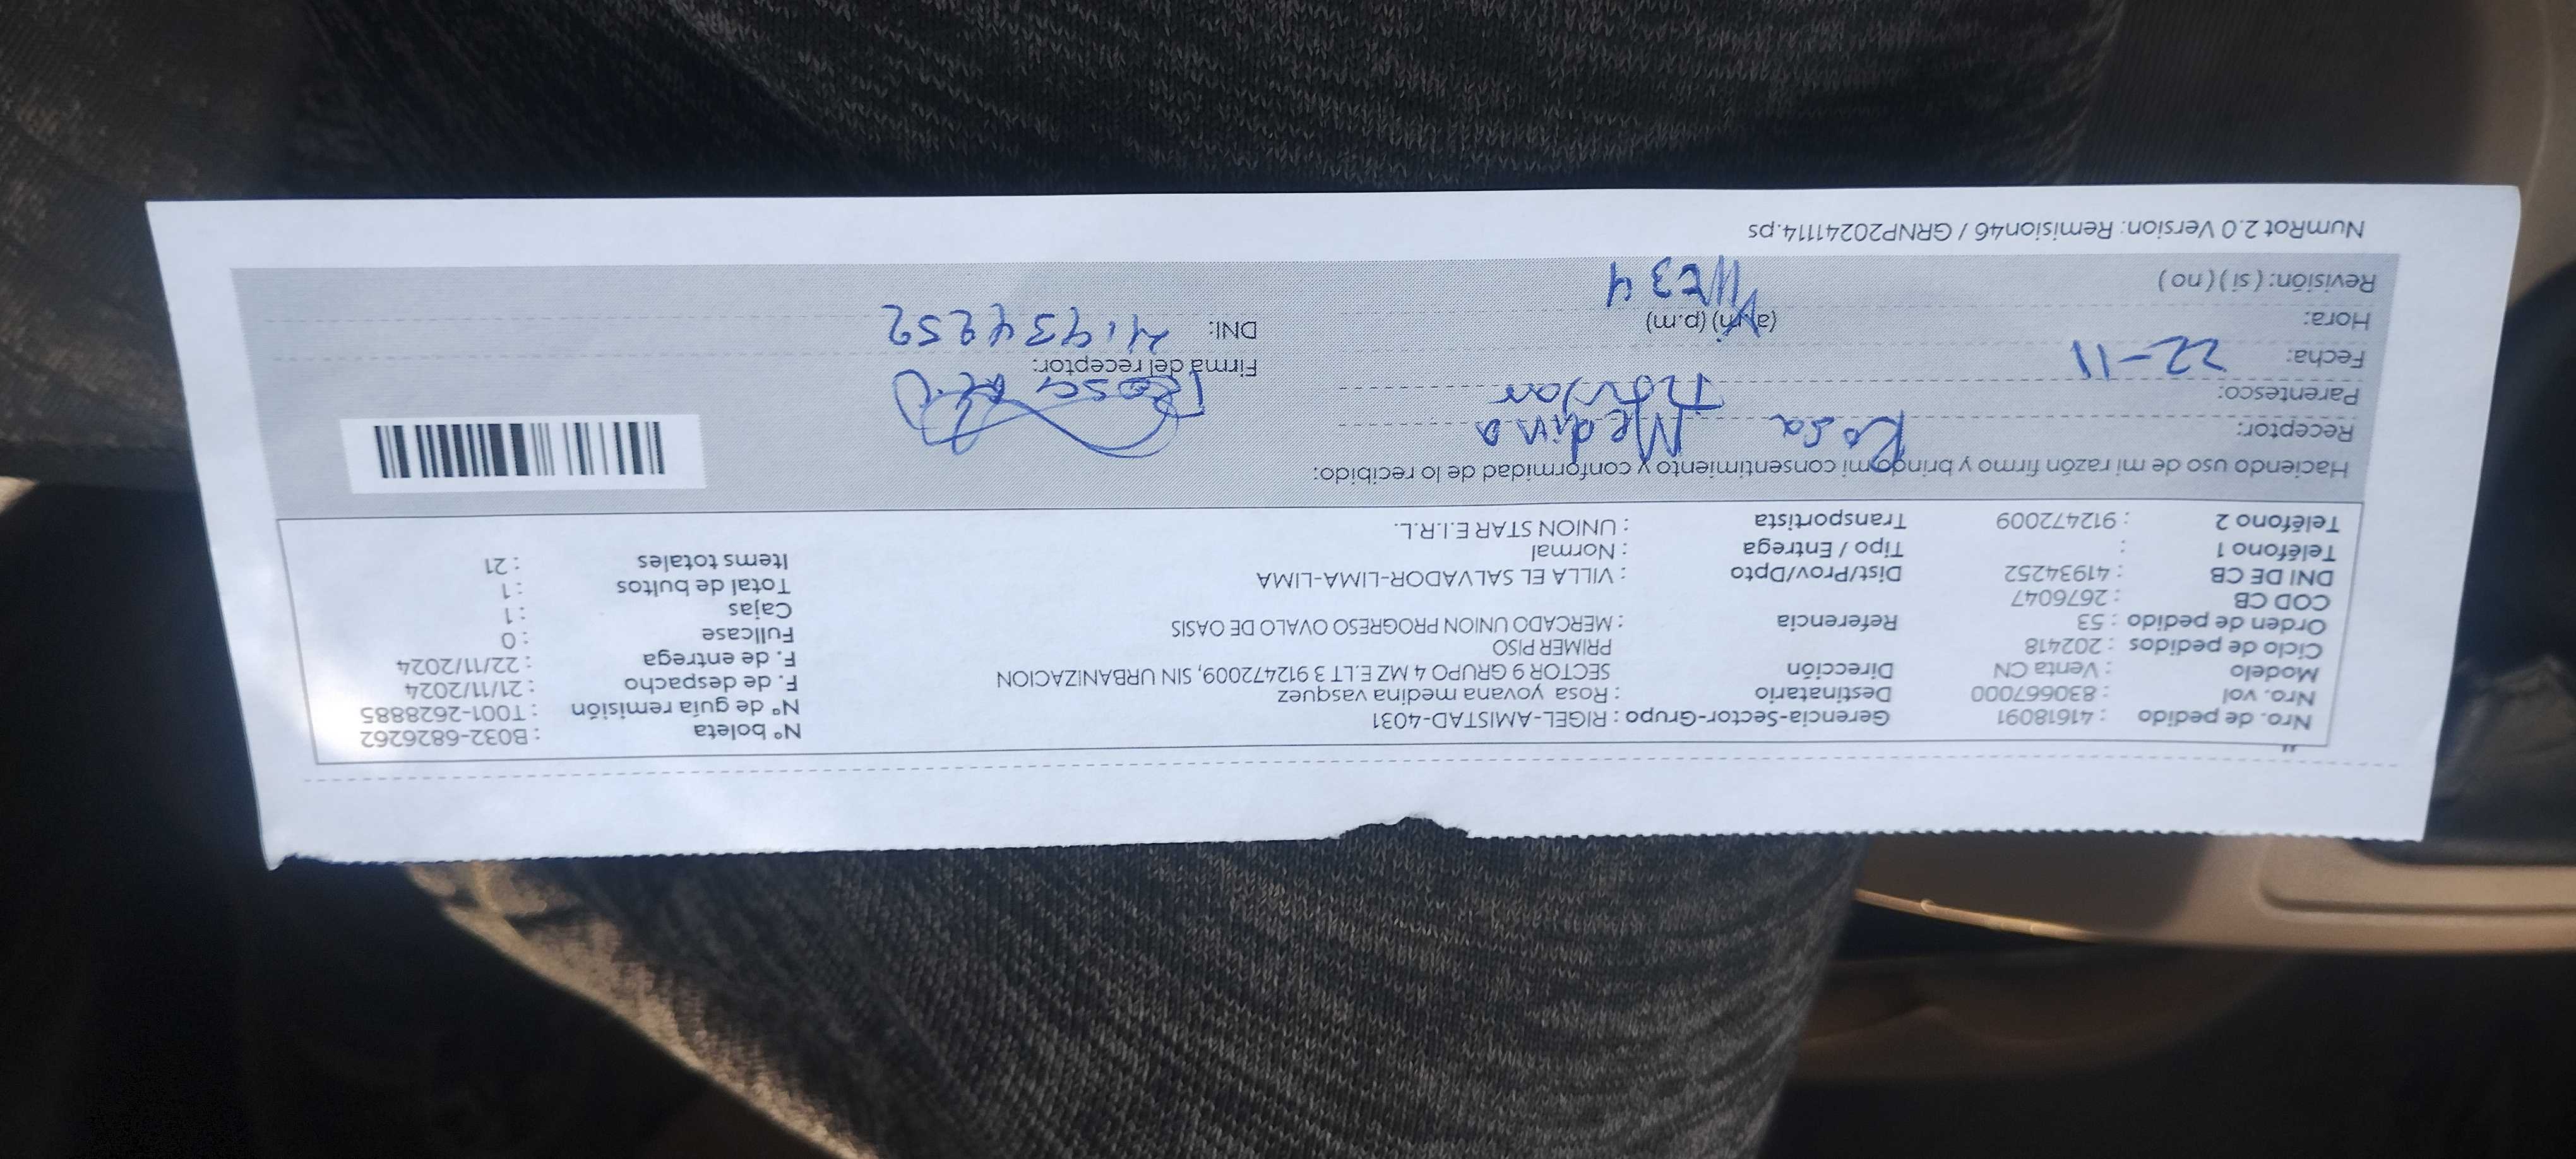 Nro. de pedido : 41618091 Gerencia-Sector-Grupo : RIGEL-AMISTAD-4031 N° boleta : B032-6826262
Nro. vol : 830667000 Destinatario : Rosa yovana medina vasquez N° de guía remisión : T001-2628885
Modelo : Venta CN Dirección SECTOR 9 GRUPO 4 MZ E LT 3 912472009, SIN URBANIZACION F. de despacho : 21/11/2024
PRIMER PISO F. de entrega : 22/11/2024
Ciclo de pedidos : 202418
Orden de pedido : 53 Referencia : MERCADO UNION PROGRESO OVALO DE OASIS Fullcase : 0
COD CB : 2676047 Cajas : 1
DNI DE CB : 41934252 Dist/Prov/Dpto : VILLA EL SALVADOR-LIMA-LIMA Total de bultos : 1
Teléfono 1 : Tipo / Entrega : Normal Items totales : 21
Teléfono 2 : 912472009 Transportista : UNION STAR E.I.R.L.
Haciendo uso de mi razón firmo y brindo mi consentimiento y conformidad de lo recibido:
Receptor: Rosa Medina
Parentesco:
Firma del receptor: Rosa
Fecha: 22-11
DNI: 41934252
Hora: (a.m) (p.m)
Revisión: ( si ) ( no )
NumRot 2.0 Version: Remision46 / GRNP20241114.ps